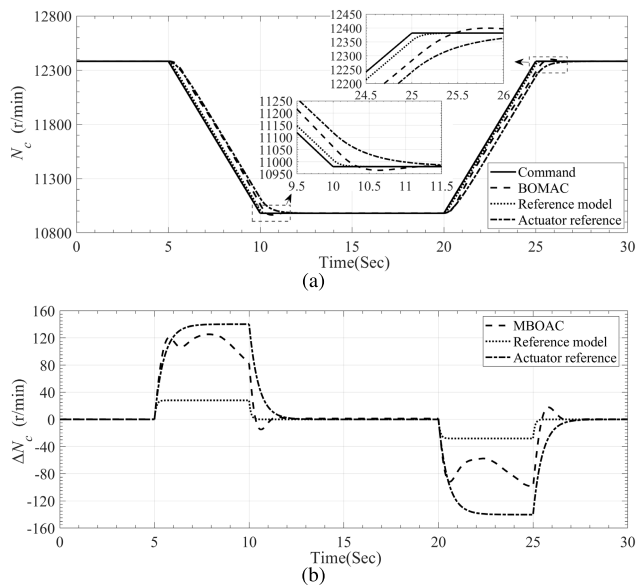 12800
12300
11800
11300
10800
N_c (r/min)
12450
12400
12350
12300
12250
12200
24.5 25 25.5 26
11250
11200
11150
11100
11050
11000
10950
9.5 10 10.5 11 11.5
Command
BOMAC
Reference model
Actuator reference
0 5 10 15 20 25 30
Time(Sec)
(a)
160
120
80
40
0
-40
-80
-120
-160
ΔN_c (r/min)
MBOAC
Reference model
Actuator reference
0 5 10 15 20 25 30
Time(Sec)
(b)